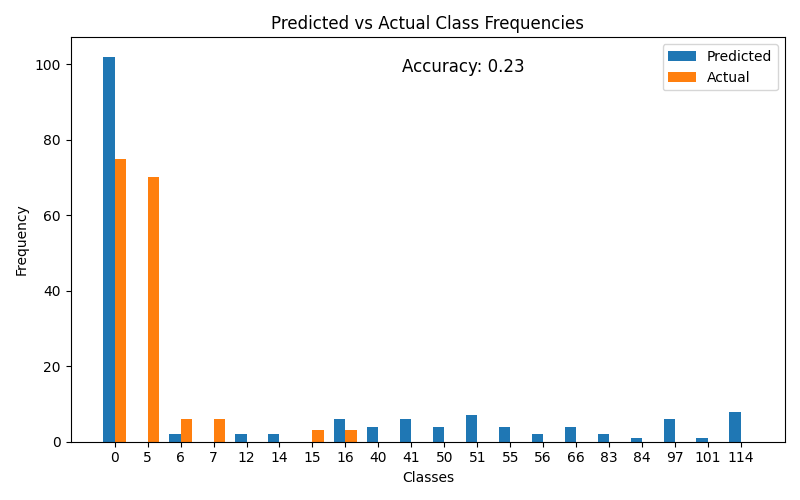 Predicted vs Actual Class Frequencies
Accuracy: 0.23
Predicted
Actual
Frequency
100
80
60
40
20
0
0 5 6 7 12 14 15 16 40 41 50 51 55 56 66 83 84 97 101 114
Classes